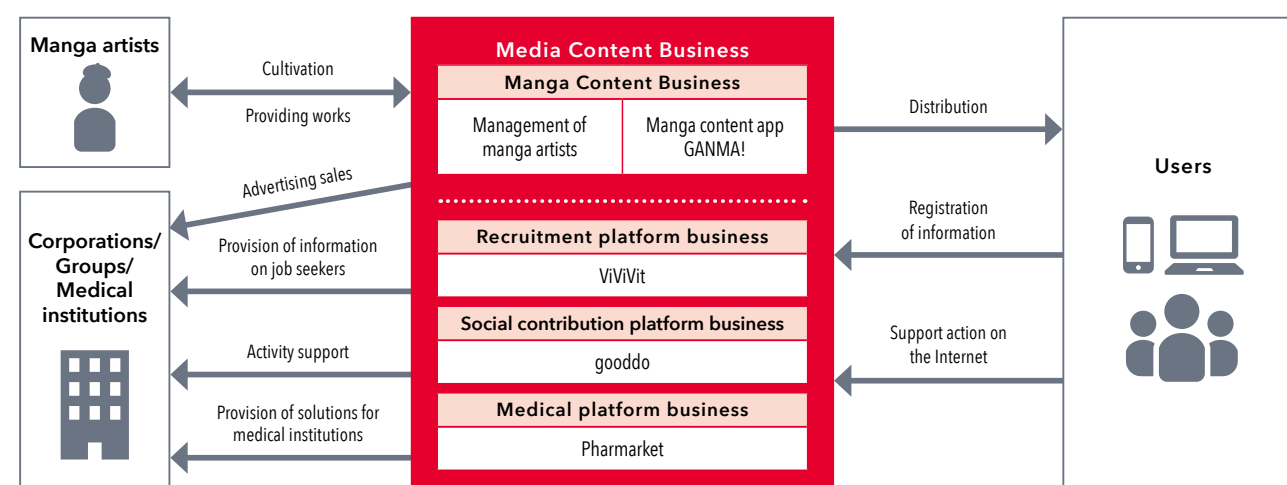 Manga artists
Cultivation
Providing works
Media Content Business
Manga Content Business
Management of
manga artists
Manga content app
GANMA!
Distribution
Users
Advertising sales
Corporations/
Groups/
Medical
institutions
Provision of information
on job seekers
Recruitment platform business
ViViVit
Registration
of information
Activity support
Social contribution platform business
gooddo
Support action on
the Internet
Provision of solutions for
medical institutions
Medical platform business
Pharmarket